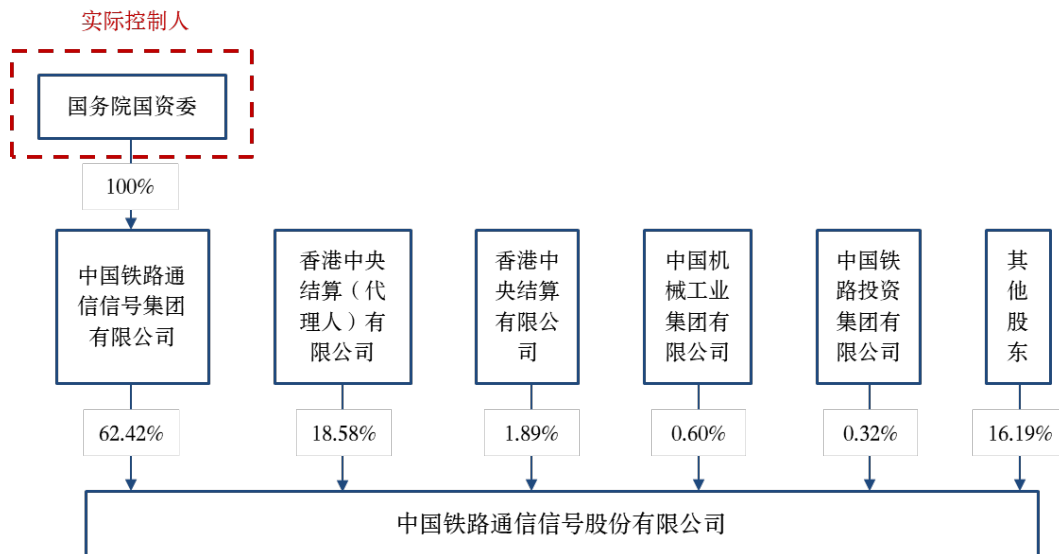 实际控制人
国务院国资委
100%
中国铁路通
信信号集团
有限公司
香港中央
结算（代
理人）有
限公司
香港中
央结算
有限公
司
中国机
械工业
集团有
限公司
中国铁
路投资
集团有
限公司
其
他
股
东
62.42%
18.58%
1.89%
0.60%
0.32%
16.19%
中国铁路通信信号股份有限公司